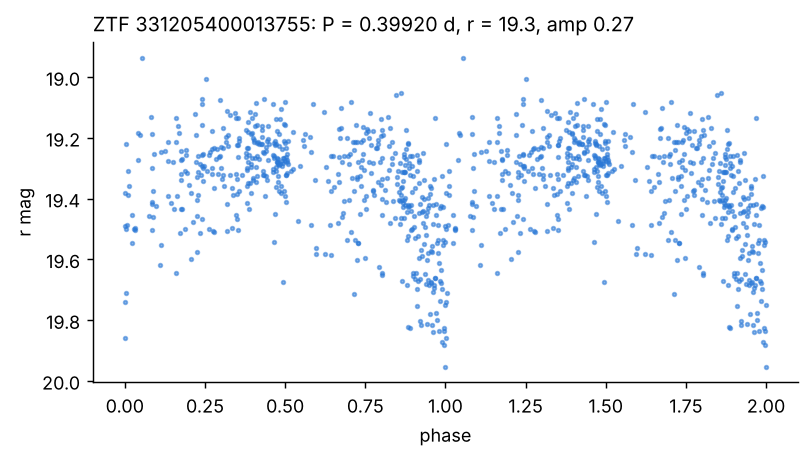 ZTF 331205400013755: P = 0.39920 d, r = 19.3, amp 0.27
19.0
19.2
19.4
19.6
19.8
20.0
r mag
0.00 0.25 0.50 0.75 1.00 1.25 1.50 1.75 2.00
phase